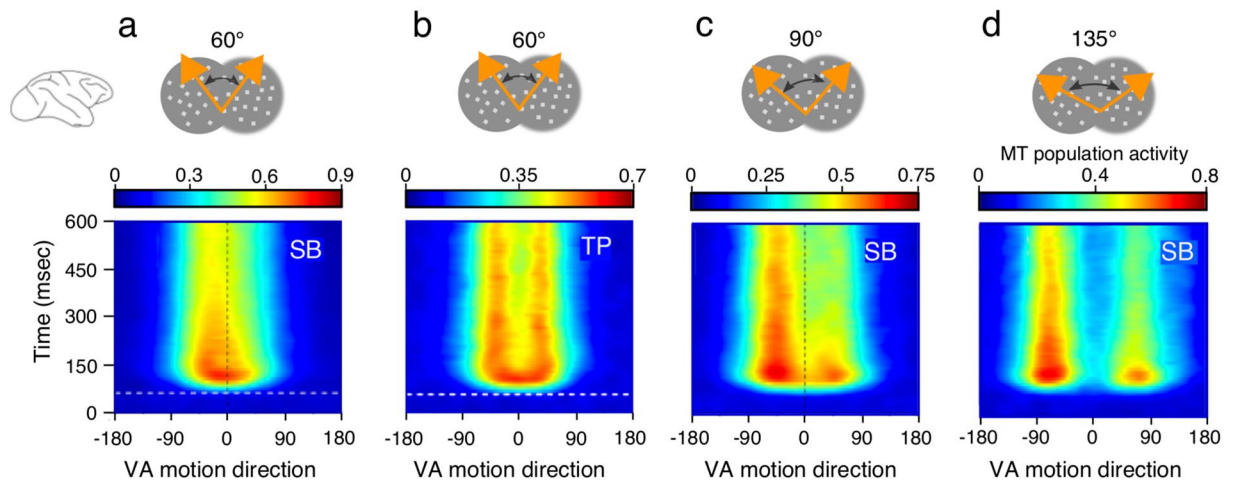 a
b
c
d
60°
60°
90°
135°
MT population activity
0 0.3 0.6 0.9
0 0.35 0.7
0 0.25 0.5 0.75
0 0.4 0.8
Time (msec)
600
450
300
150
0
SB
TP
SB
SB
-180 -90 0 90 180
-180 -90 0 90 180
-180 -90 0 90 180
-180 -90 0 90 180
VA motion direction
VA motion direction
VA motion direction
VA motion direction